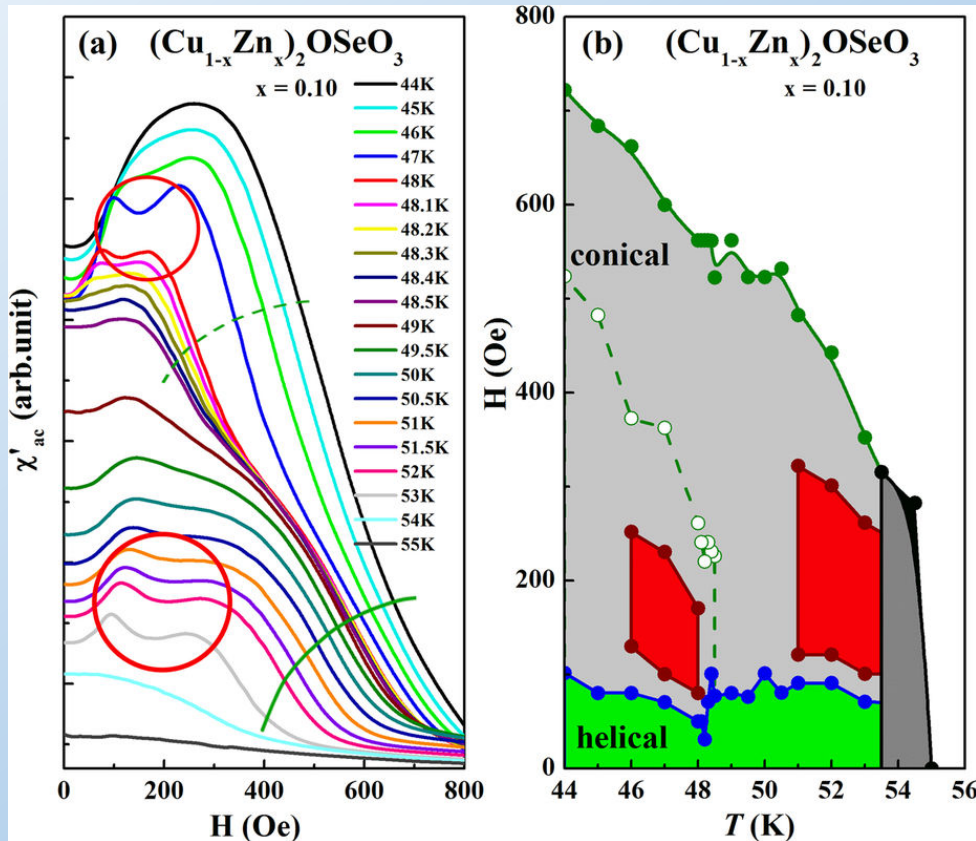 (a) (Cu1-xZnx)2OSeO3
x = 0.10
44K
45K
46K
47K
48K
48.1K
48.2K
48.3K
48.4K
48.5K
49K
49.5K
50K
50.5K
51K
51.5K
52K
53K
54K
55K
χ'ac (arb.unit)
0 200 400 600 800
H (Oe)
(b) (Cu1-xZnx)2OSeO3
x = 0.10
800
600
400
200
0
H (Oe)
conical
helical
44 46 48 50 52 54 56
T (K)